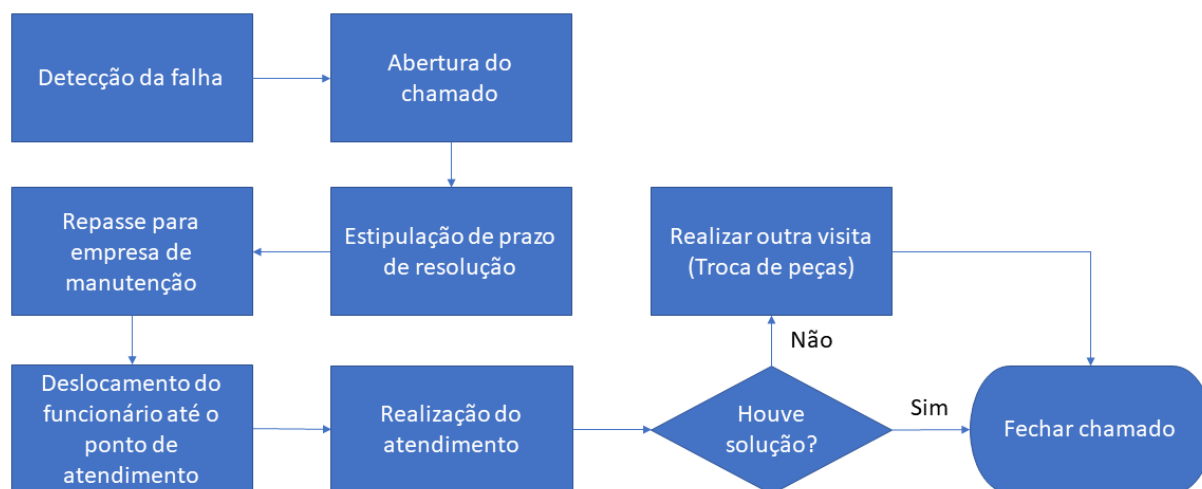 Detecção da falha
Abertura do
chamado
Repasse para
empresa de
manutenção
Estipulação de prazo
de resolução
Realizar outra visita
(Troca de peças)
Não
Deslocamento do
funcionário até o
ponto de
atendimento
Realização do
atendimento
Houve
solução?
Sim
Fechar chamado